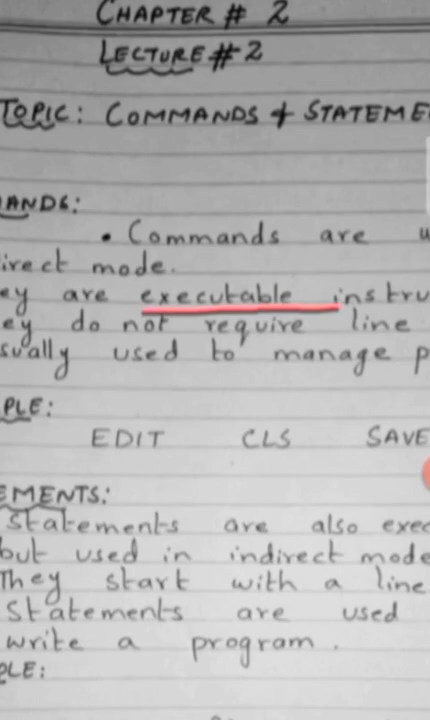 CHAPTER # 2
LECTURE # 2
TOPIC: COMMANDS & STATEME
ANDS:
• Commands are u
irect mode.
ey are executable instru
ey do not require line
sually used to manage p
PLE:
EDIT CLS SAVE
EMENTS:
Statements are also exec
but used in indirect mode
They start with a line
Statements are used
write a program.
PLE: